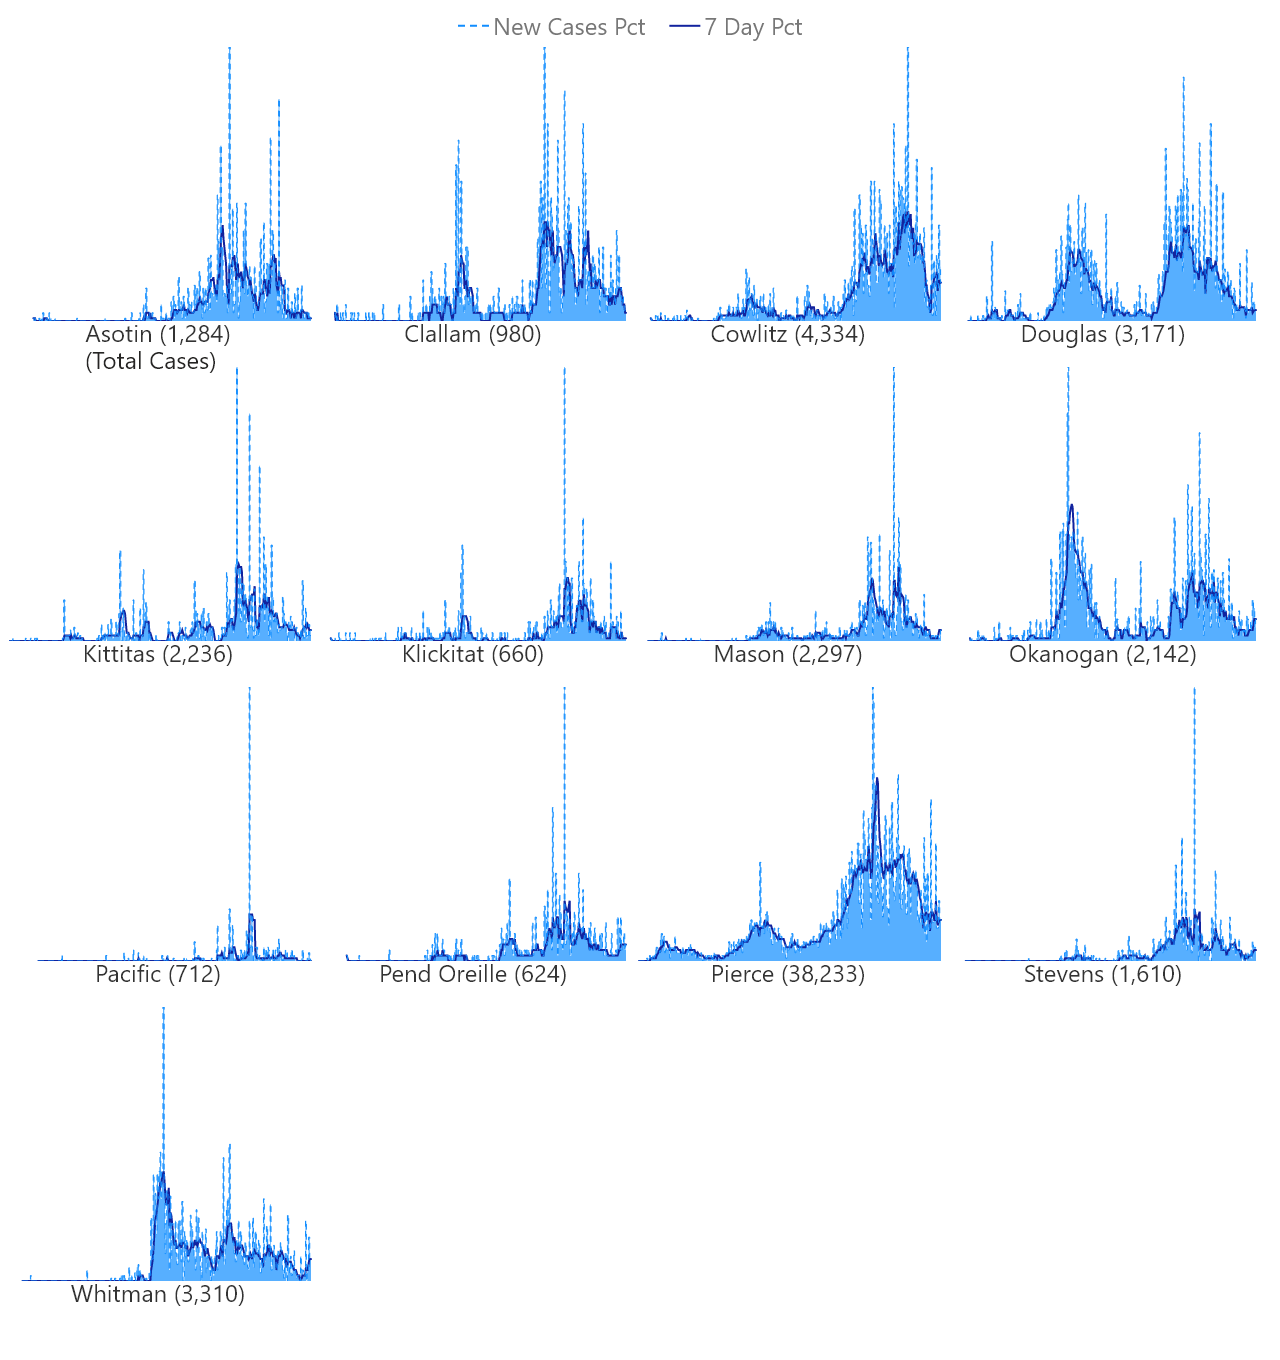 New Cases Pct 7 Day Pct
Asotin (1,284)
(Total Cases)
Clallam (980)
Cowlitz (4,334)
Douglas (3,171)
Kittitas (2,236)
Klickitat (660)
Mason (2,297)
Okanogan (2,142)
Pacific (712)
Pend Oreille (624)
Pierce (38,233)
Stevens (1,610)
Whitman (3,310)